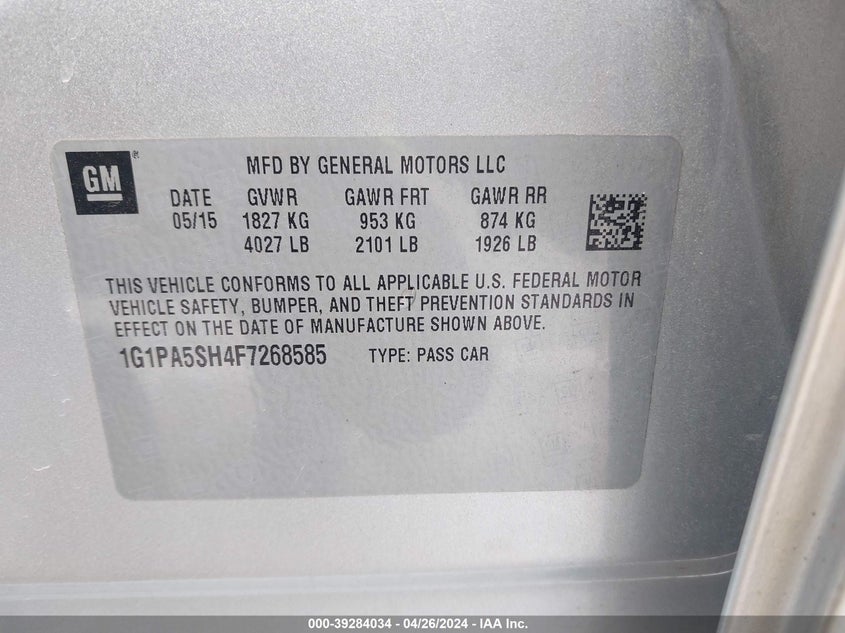 GM
MFD BY GENERAL MOTORS LLC
DATE GVWR GAWR FRT GAWR RR
05/15 1827 KG 953 KG 874 KG
4027 LB 2101 LB 1926 LB
THIS VEHICLE CONFORMS TO ALL APPLICABLE U.S. FEDERAL MOTOR
VEHICLE SAFETY, BUMPER, AND THEFT PREVENTION STANDARDS IN
EFFECT ON THE DATE OF MANUFACTURE SHOWN ABOVE.
1G1PA5SH4F7268585 TYPE: PASS CAR
000-39284034 - 04/26/2024 - IAA Inc.